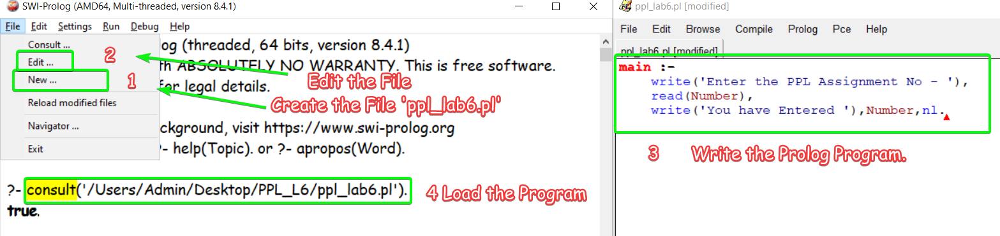 SWI-Prolog (AMD64, Multi-threaded, version 8.4.1)
File Edit Settings Run Debug Help
Consult ...
Edit ...
New ...
Reload modified files
Navigator ...
Exit
2
1
og (threaded, 64 bits, version 8.4.1)
th ABSOLUTELY NO WARRANTY. This is free software.
for legal details.
Edit the File
Create the File 'ppl_lab6.pl'
ckground, visit https://www.swi-prolog.org
?- help(Topic). or ?- apropos(Word).
?- consult('/Users/Admin/Desktop/PPL_L6/ppl_lab6.pl').
true.
4 Load the Program
ppl_lab6.pl [modified]
File Edit Browse Compile Prolog Pce Help
ppl_lab6.pl [modified]
main :-
write('Enter the PPL Assignment No - '),
read(Number),
write('You have Entered '),Number,nl.
3 Write the Prolog Program.